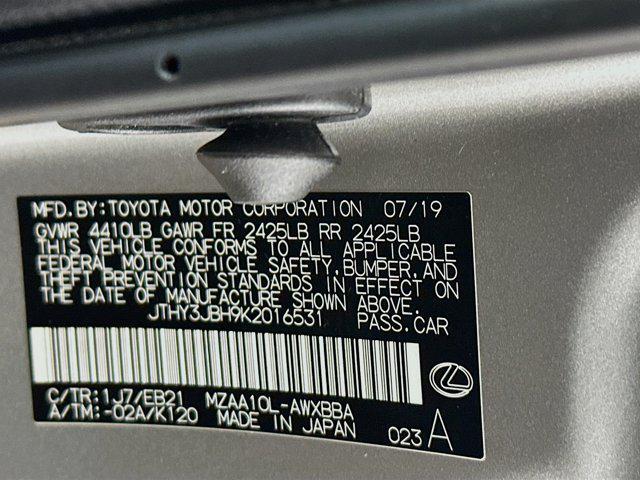 MFD.BY:TOYOTA MOTOR CORPORATION 07/19
GVWR 4410LB GAWR FR 2425LB RR 2425LB
THIS VEHICLE CONFORMS TO ALL APPLICABLE
FEDERAL MOTOR VEHICLE SAFETY,BUMPER,AND
THEFT PREVENTION STANDARDS IN EFFECT ON
THE DATE OF MANUFACTURE SHOWN ABOVE.
JTHY3JBH9K2016531 PASS.CAR
C/TR:1J7/EB21 MZAA10L-AWXBBA
A/TM:-02A/K120 MADE IN JAPAN 023 A